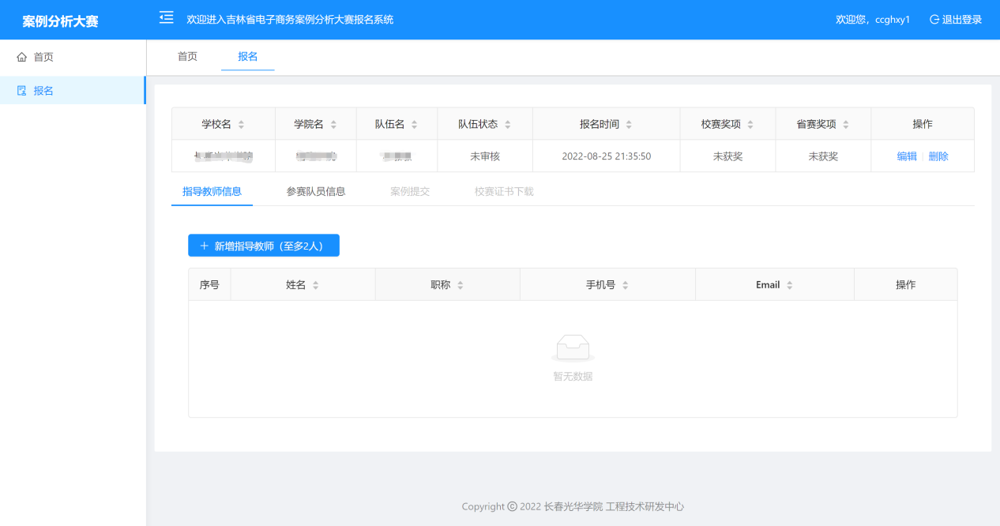 案例分析大赛
欢迎进入吉林省电子商务案例分析大赛报名系统
欢迎您，ccghxy1
退出登录
首页
报名
首页
报名
学校名 学院名 队伍名 队伍状态 报名时间 校赛奖项 省赛奖项 操作
未审核 2022-08-25 21:35:50 未获奖 未获奖 编辑 删除
指导教师信息 参赛队员信息 案例提交 校赛证书下载
+ 新增指导教师（至多2人）
序号 姓名 职称 手机号 Email 操作
暂无数据
Copyright © 2022 长春光华学院 工程技术研发中心